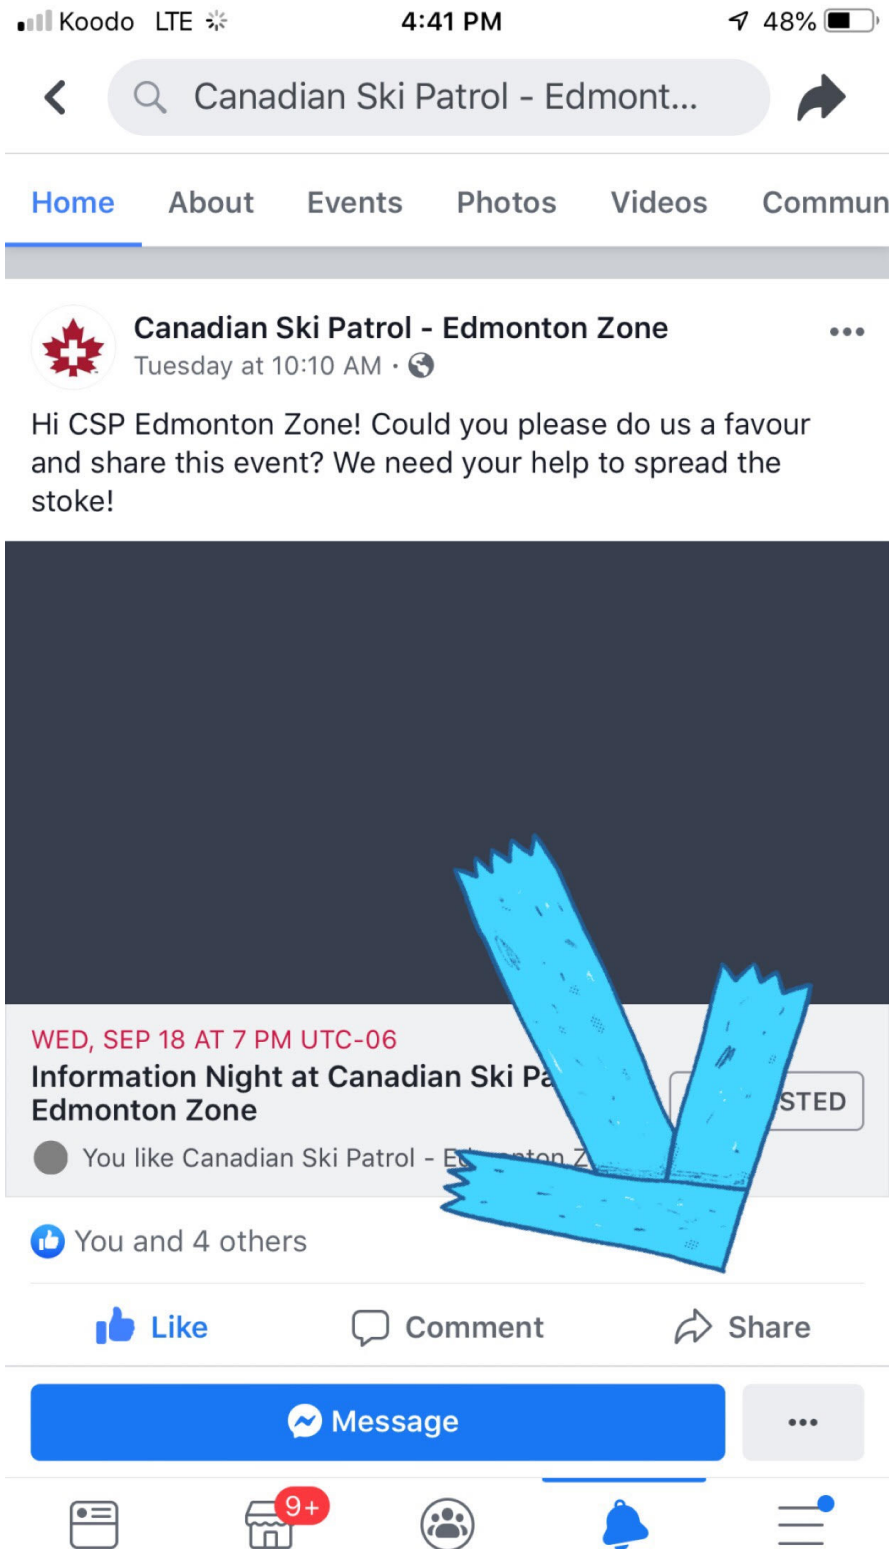 Koodo LTE 4:41 PM 48%
Canadian Ski Patrol - Edmont...
Home About Events Photos Videos Commun
Canadian Ski Patrol - Edmonton Zone
Tuesday at 10:10 AM ·
Hi CSP Edmonton Zone! Could you please do us a favour
and share this event? We need your help to spread the
stoke!
WED, SEP 18 AT 7 PM UTC-06
Information Night at Canadian Ski Pa
Edmonton Zone
STED
You like Canadian Ski Patrol - Edmonton Z
You and 4 others
Like Comment Share
Message
9+